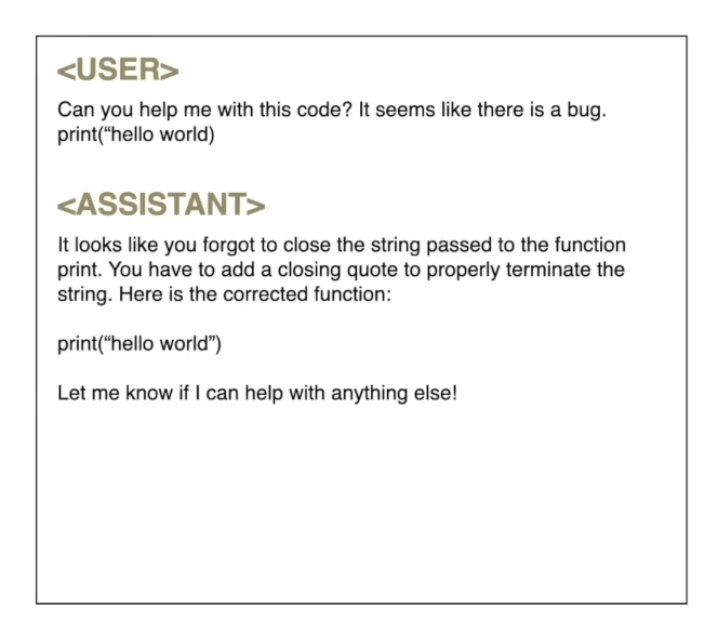 <USER>
Can you help me with this code? It seems like there is a bug.
print(“hello world)
<ASSISTANT>
It looks like you forgot to close the string passed to the function
print. You have to add a closing quote to properly terminate the
string. Here is the corrected function:
print(“hello world”)
Let me know if I can help with anything else!